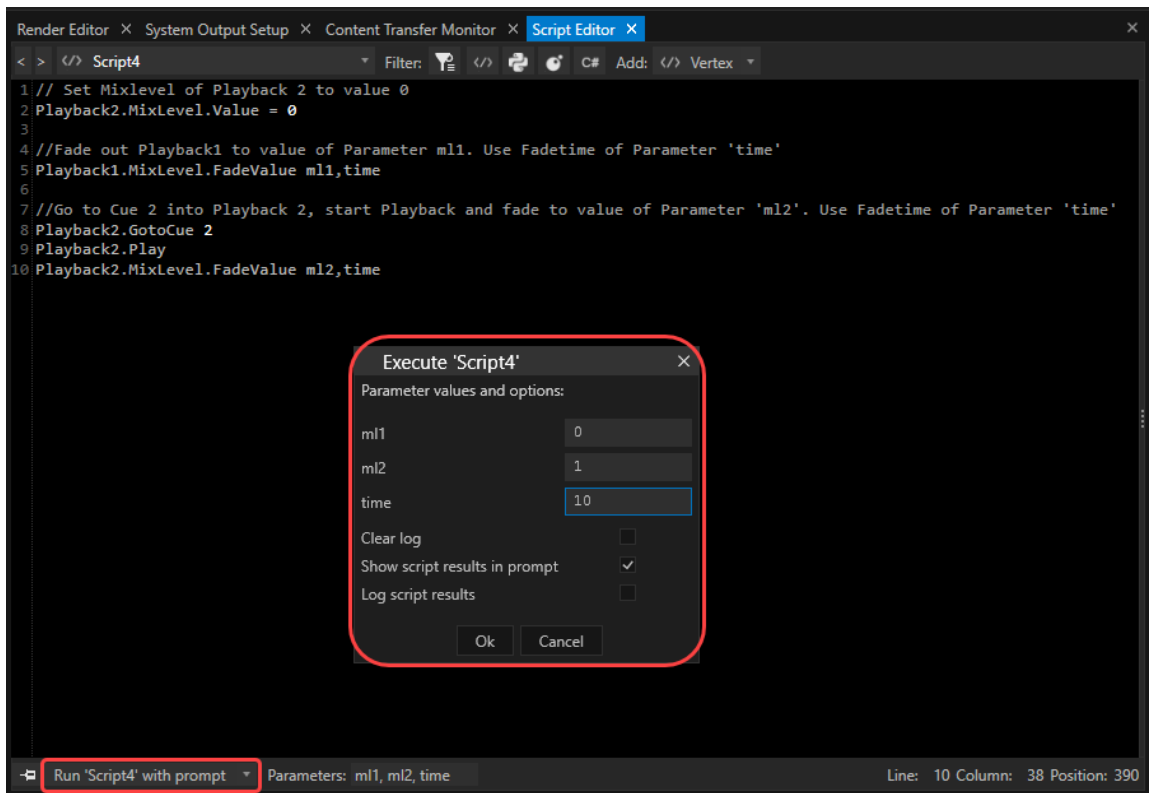 Render Editor × System Output Setup × Content Transfer Monitor × Script Editor × ×
< > </> Script4 Filter: </> C# Add: </> Vertex
1 // Set Mixlevel of Playback 2 to value 0
2 Playback2.MixLevel.Value = 0
3
4 //Fade out Playback1 to value of Parameter ml1. Use Fadetime of Parameter 'time'
5 Playback1.MixLevel.FadeValue ml1,time
6
7 //Go to Cue 2 into Playback 2, start Playback and fade to value of Parameter 'ml2'. Use Fadetime of Parameter 'time'
8 Playback2.GotoCue 2
9 Playback2.Play
10 Playback2.MixLevel.FadeValue ml2,time
Execute 'Script4' ×
Parameter values and options:
ml1 0
ml2 1
time 10
Clear log
Show script results in prompt
Log script results
Ok Cancel
Run 'Script4' with prompt Parameters: ml1, ml2, time Line: 10 Column: 38 Position: 390